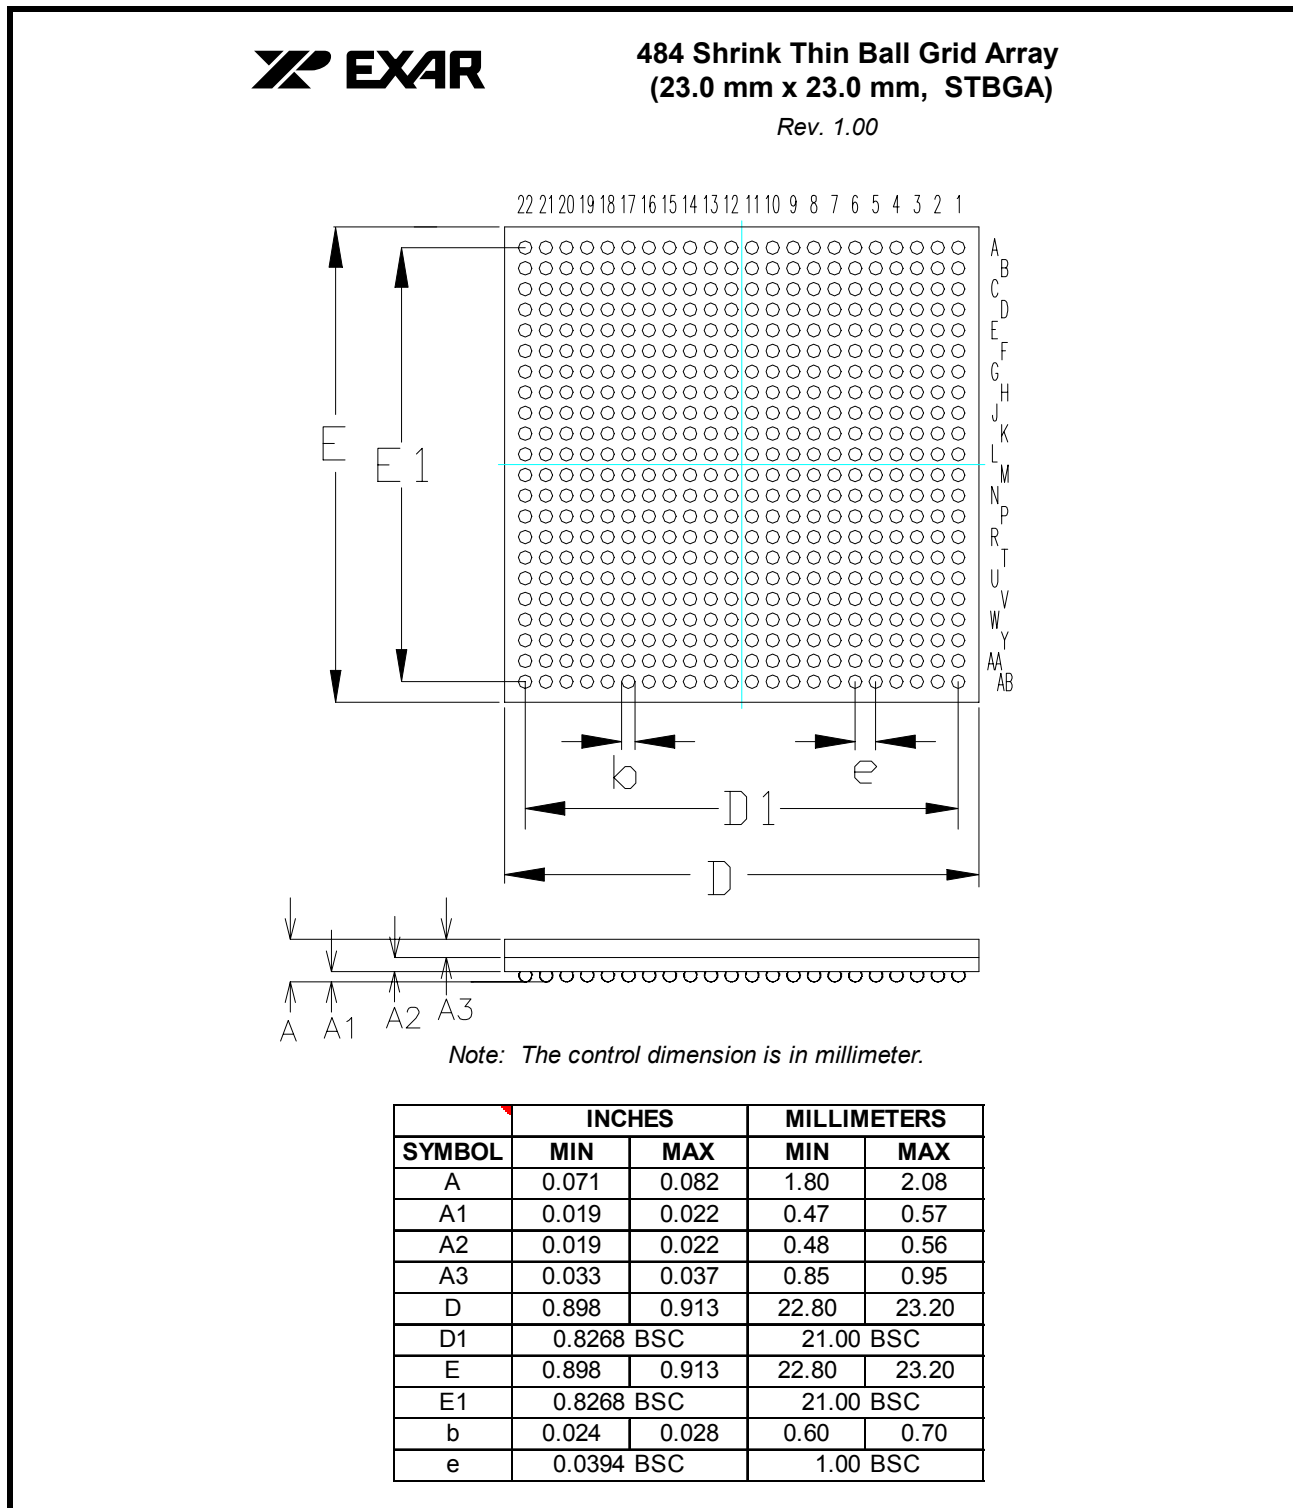 EXAR
484 Shrink Thin Ball Grid Array
(23.0 mm x 23.0 mm, STBGA)
Rev. 1.00
22 21 20 19 18 17 16 15 14 13 12 11 10 9 8 7 6 5 4 3 2 1
A
B
C
D
E
F
G
H
J
K
L
M
N
P
R
T
U
V
W
Y
AA
AB
E
E1
b
e
D1
D
A
A1
A2
A3
Note: The control dimension is in millimeter.
INCHES MILLIMETERS
SYMBOL MIN MAX MIN MAX
A 0.071 0.082 1.80 2.08
A1 0.019 0.022 0.47 0.57
A2 0.019 0.022 0.48 0.56
A3 0.033 0.037 0.85 0.95
D 0.898 0.913 22.80 23.20
D1 0.8268 BSC 21.00 BSC
E 0.898 0.913 22.80 23.20
E1 0.8268 BSC 21.00 BSC
b 0.024 0.028 0.60 0.70
e 0.0394 BSC 1.00 BSC